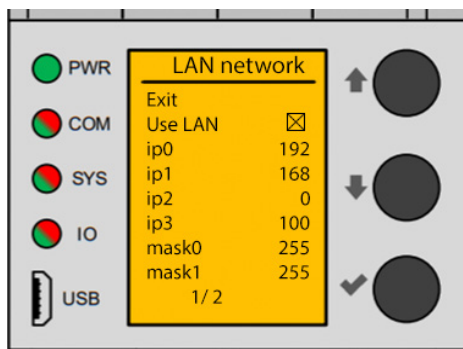 PWR
COM
SYS
IO
USB
LAN network
Exit
Use LAN ☒
ip0 192
ip1 168
ip2 0
ip3 100
mask0 255
mask1 255
1/ 2